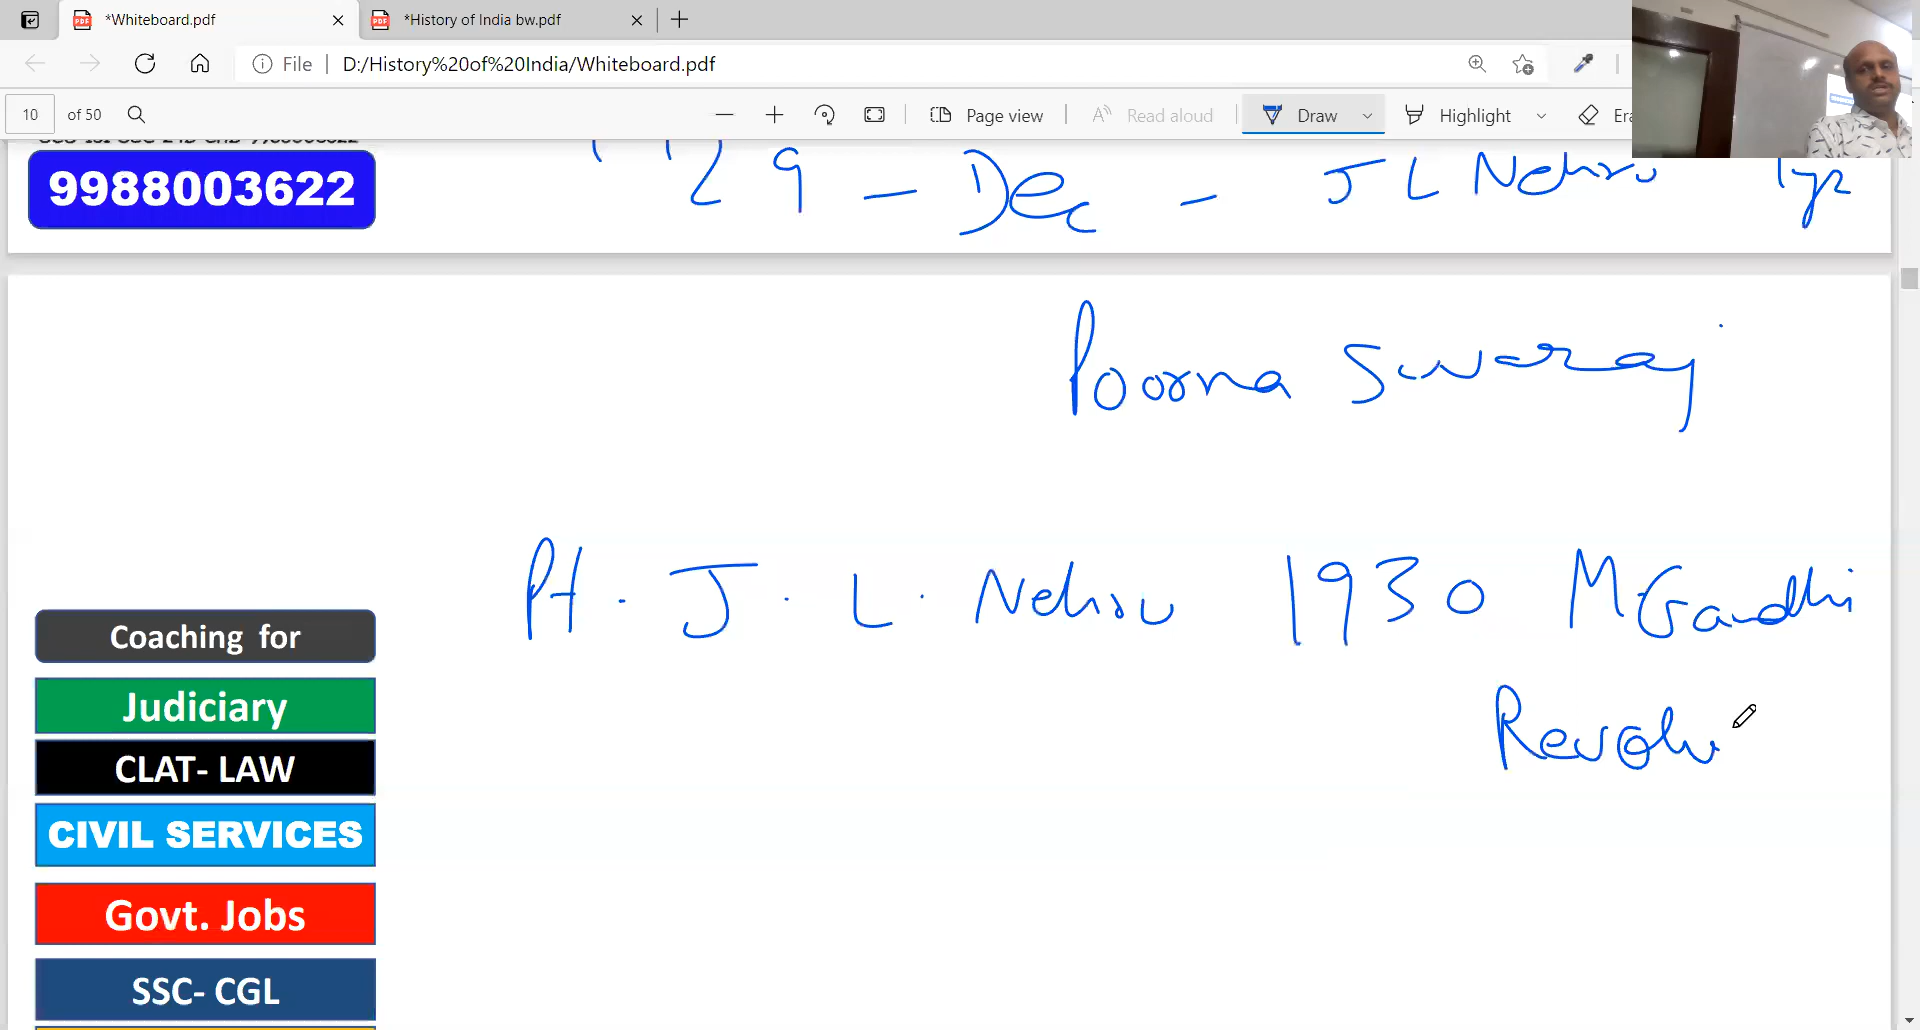 *Whiteboard.pdf
*History of India bw.pdf
File
D:/History%20of%20India/Whiteboard.pdf
10 of 50
Page view
Read aloud
Draw
Highlight
9988003622
29 - Dec - J L Nehru 1yr
Poorna Swaraj
Pt. J. L. Nehru 1930 M Gandhi
Coaching for
Judiciary
CLAT- LAW
CIVIL SERVICES
Govt. Jobs
SSC- CGL